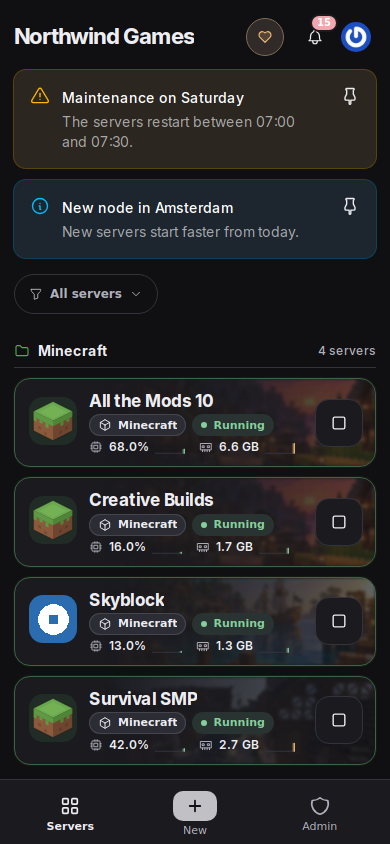 Northwind Games
15
Maintenance on Saturday
The servers restart between 07:00
and 07:30.
New node in Amsterdam
New servers start faster from today.
All servers
Minecraft
4 servers
All the Mods 10
Minecraft
Running
68.0%
6.6 GB
Creative Builds
Minecraft
Running
16.0%
1.7 GB
Skyblock
Minecraft
Running
13.0%
1.3 GB
Survival SMP
Minecraft
Running
42.0%
2.7 GB
Servers
New
Admin